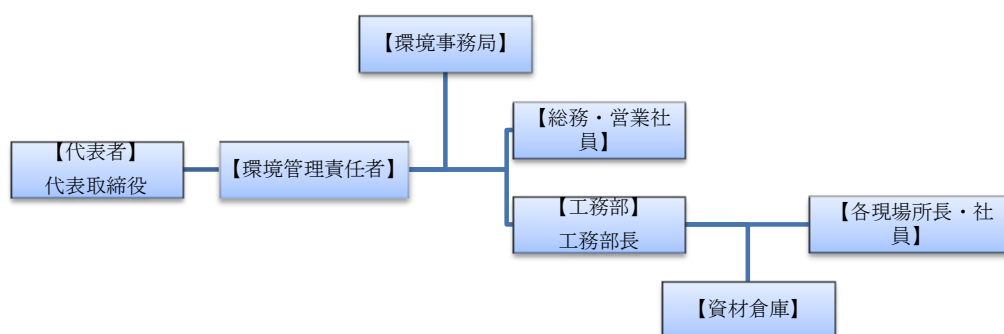 【環境事務局】
【総務・営業社
員】
【代表者】
代表取締役
【環境管理責任者】
【工務部】
工務部長
【各現場所長・社
員】
【資材倉庫】